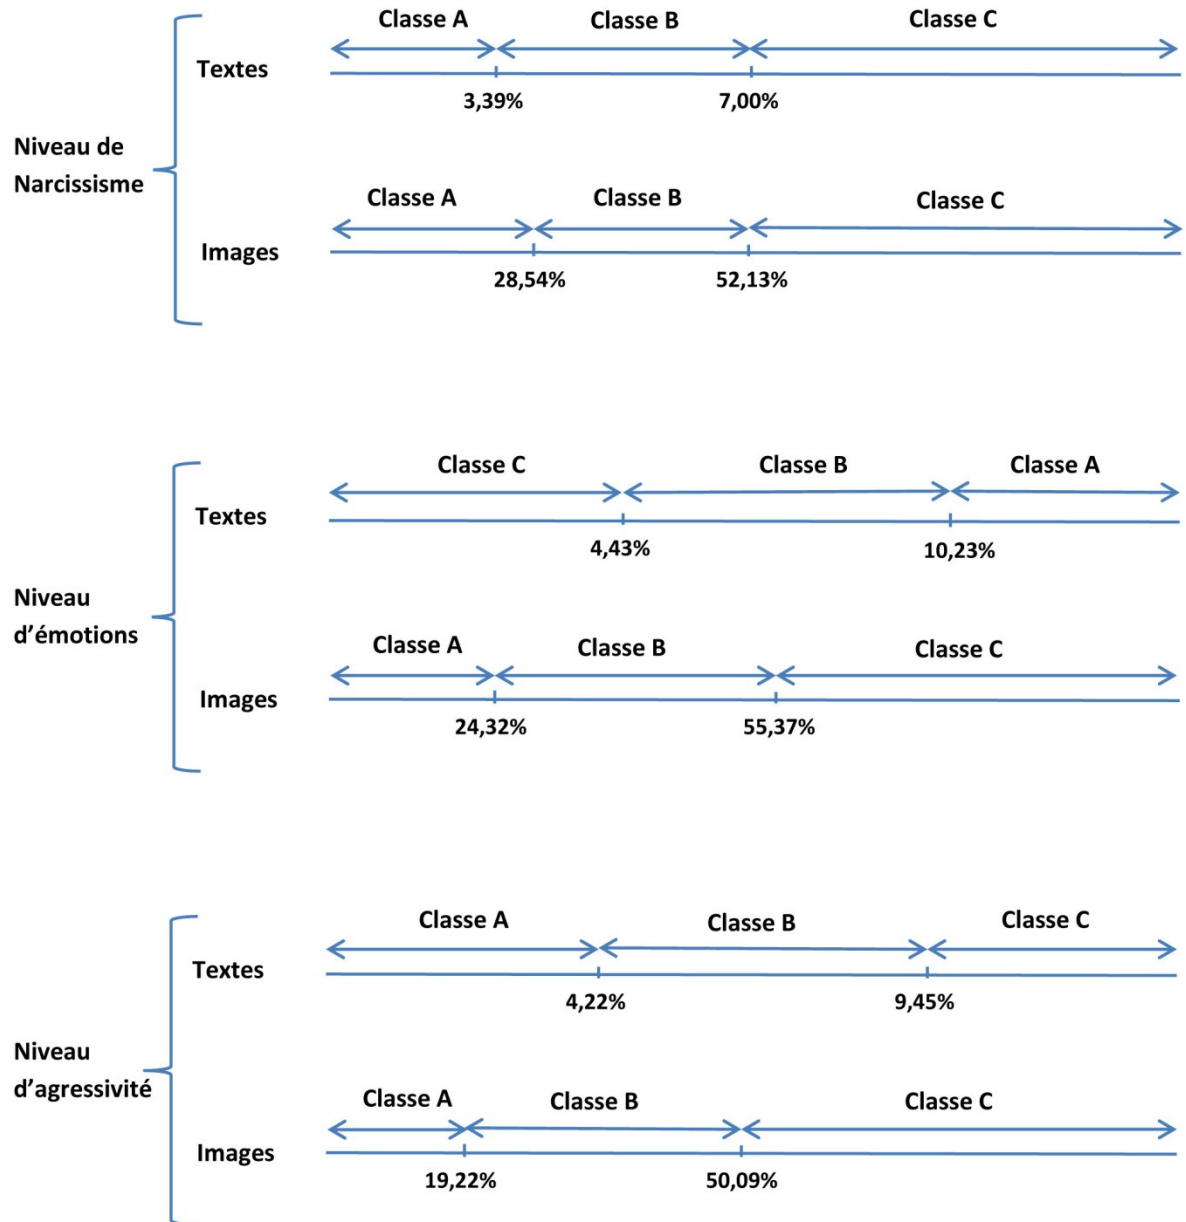 Classe A Classe B Classe C
Textes
3,39% 7,00%
Niveau de
Narcissisme
Classe A Classe B Classe C
Images
28,54% 52,13%
Classe C Classe B Classe A
Textes
4,43% 10,23%
Niveau
d’émotions
Classe A Classe B Classe C
Images
24,32% 55,37%
Classe A Classe B Classe C
Textes
4,22% 9,45%
Niveau
d’agressivité
Classe A Classe B Classe C
Images
19,22% 50,09%